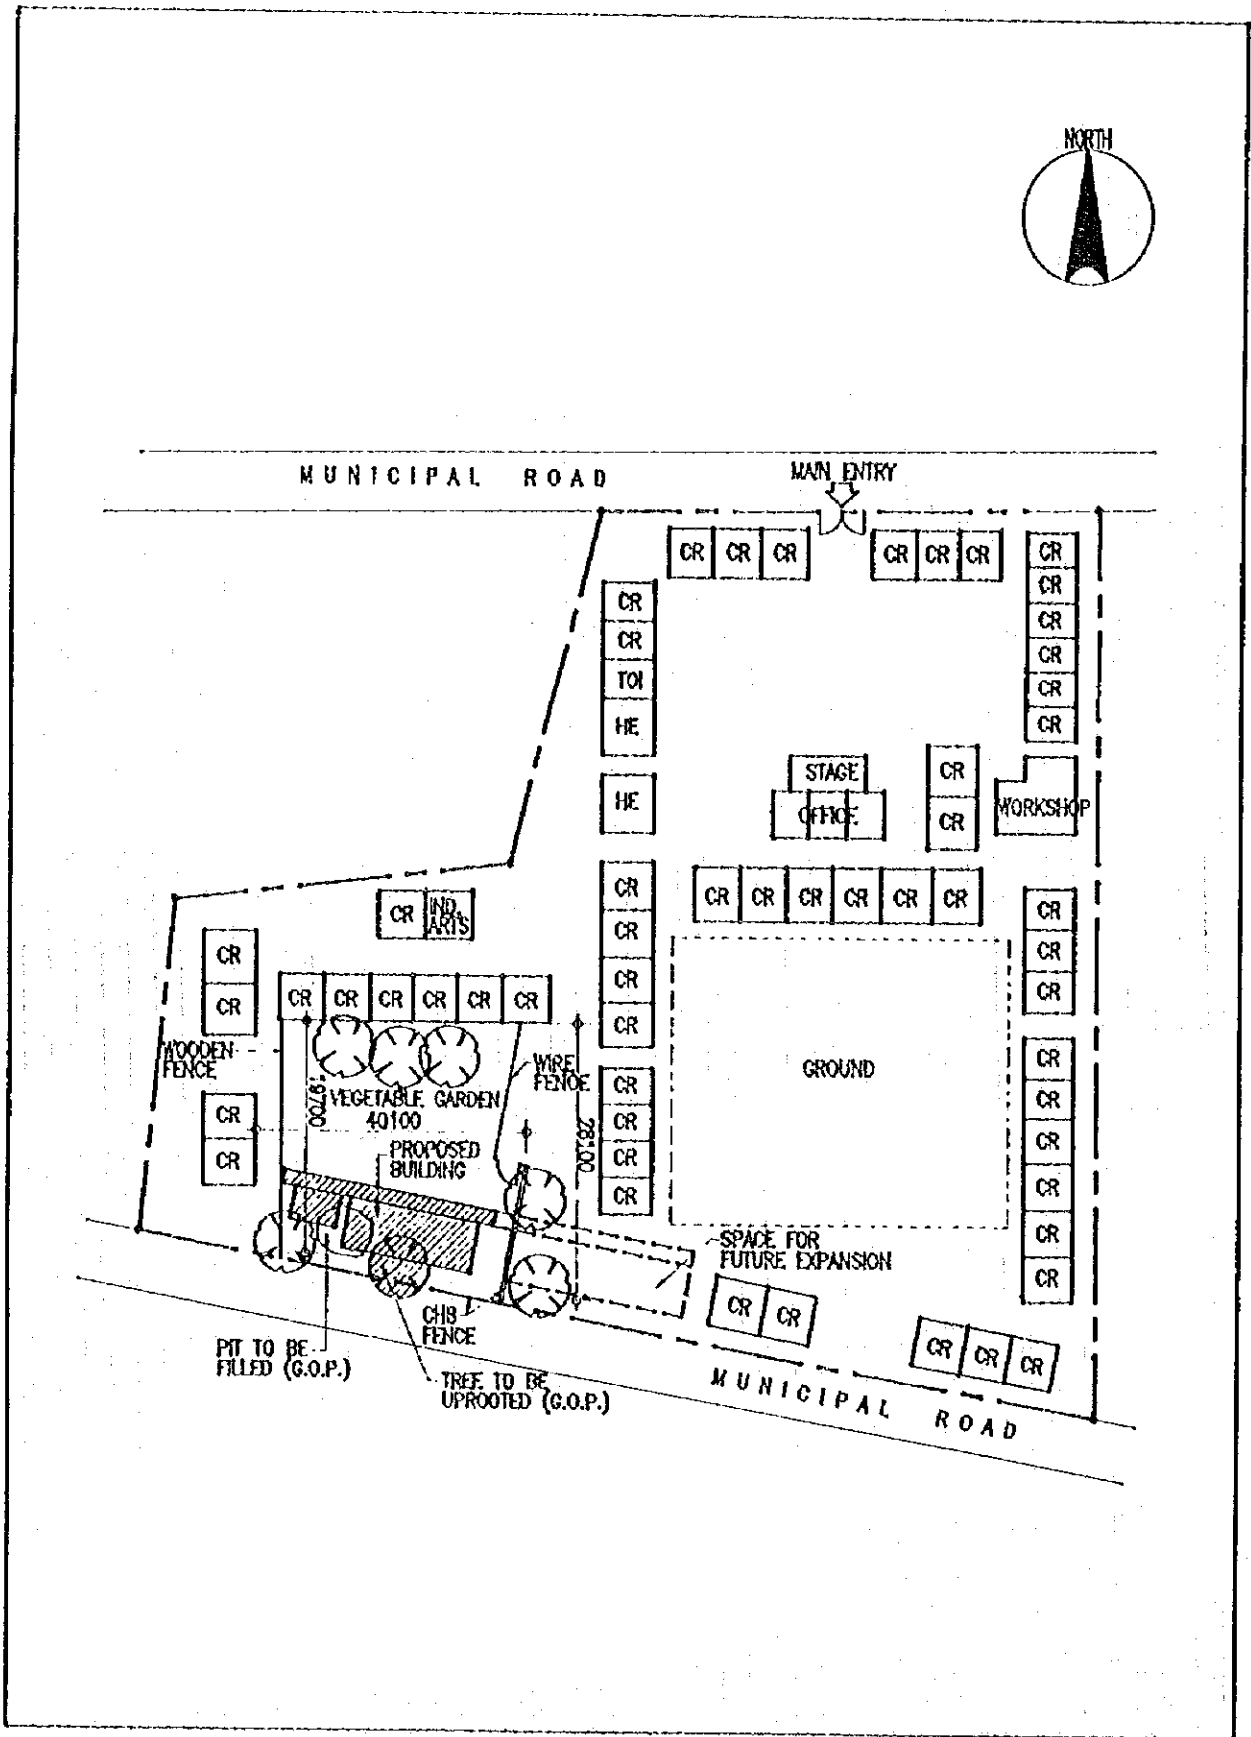 NORTH
MUNICIPAL ROAD
MAIN ENTRY
CR CR CR
CR CR CR
CR
CR
CR
CR
CR
CR
CR
CR
TOI
HE
HE
STAGE
OFFICE
CR
CR
WORKSHOP
CR
CR
CR
CR
CR CR CR CR CR CR
CR
CR
CR
CR IND.
ARTS
CR
CR
CR CR CR CR CR CR
WOODEN
FENCE
19700
VEGETABLE GARDEN
40100
WIRE
FENCE
28100
GROUND
CR
CR
CR
CR
CR
CR
CR
CR
CR
CR
CR
CR
PROPOSED
BUILDING
SPACE FOR
FUTURE EXPANSION
CR CR
CR CR CR
CHB
FENCE
PIT TO BE
FILLED (G.O.P.)
TREE TO BE
UPROOTED (G.O.P.)
MUNICIPAL ROAD